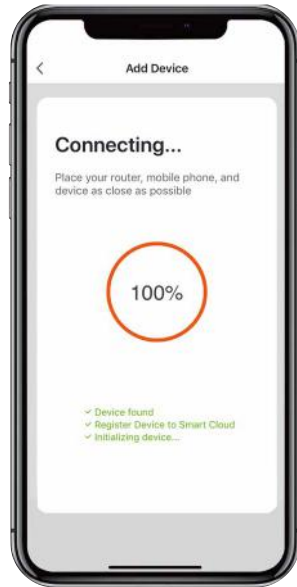 Add Device
Connecting...
Place your router, mobile phone, and
device as close as possible
100%
✓ Device found
✓ Register Device to Smart Cloud
✓ Initializing device...